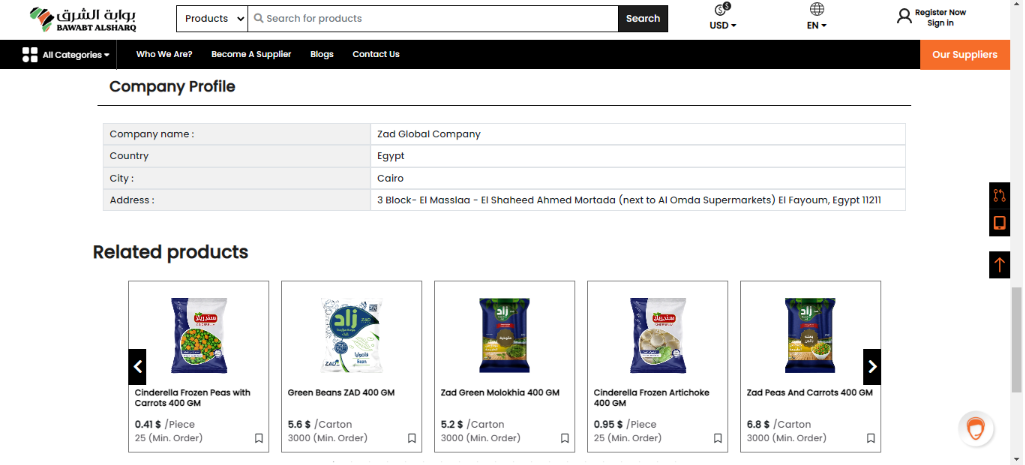 بوابة الشرق
BAWABT ALSHARQ
Products
Search for products
Search
USD
EN
Register Now
Sign in
All Categories
Who We Are?
Become A Supplier
Blogs
Contact Us
Our Suppliers
Company Profile
Company name : Zad Global Company
Country Egypt
City : Cairo
Address : 3 Block- El Masslaa - El Shaheed Ahmed Mortada (next to Al Omda Supermarkets) El Fayoum, Egypt 11211
Related products
سندريلا
زاد
زاد
سندريلا
زاد
Cinderella Frozen Peas with
Carrots 400 GM
0.41 $ /Piece
25 (Min. Order)
Green Beans ZAD 400 GM
5.6 $ /Carton
3000 (Min. Order)
Zad Green Molokhia 400 GM
5.2 $ /Carton
3000 (Min. Order)
Cinderella Frozen Artichoke
400 GM
0.95 $ /Piece
25 (Min. Order)
Zad Peas And Carrots 400 GM
6.8 $ /Carton
3000 (Min. Order)